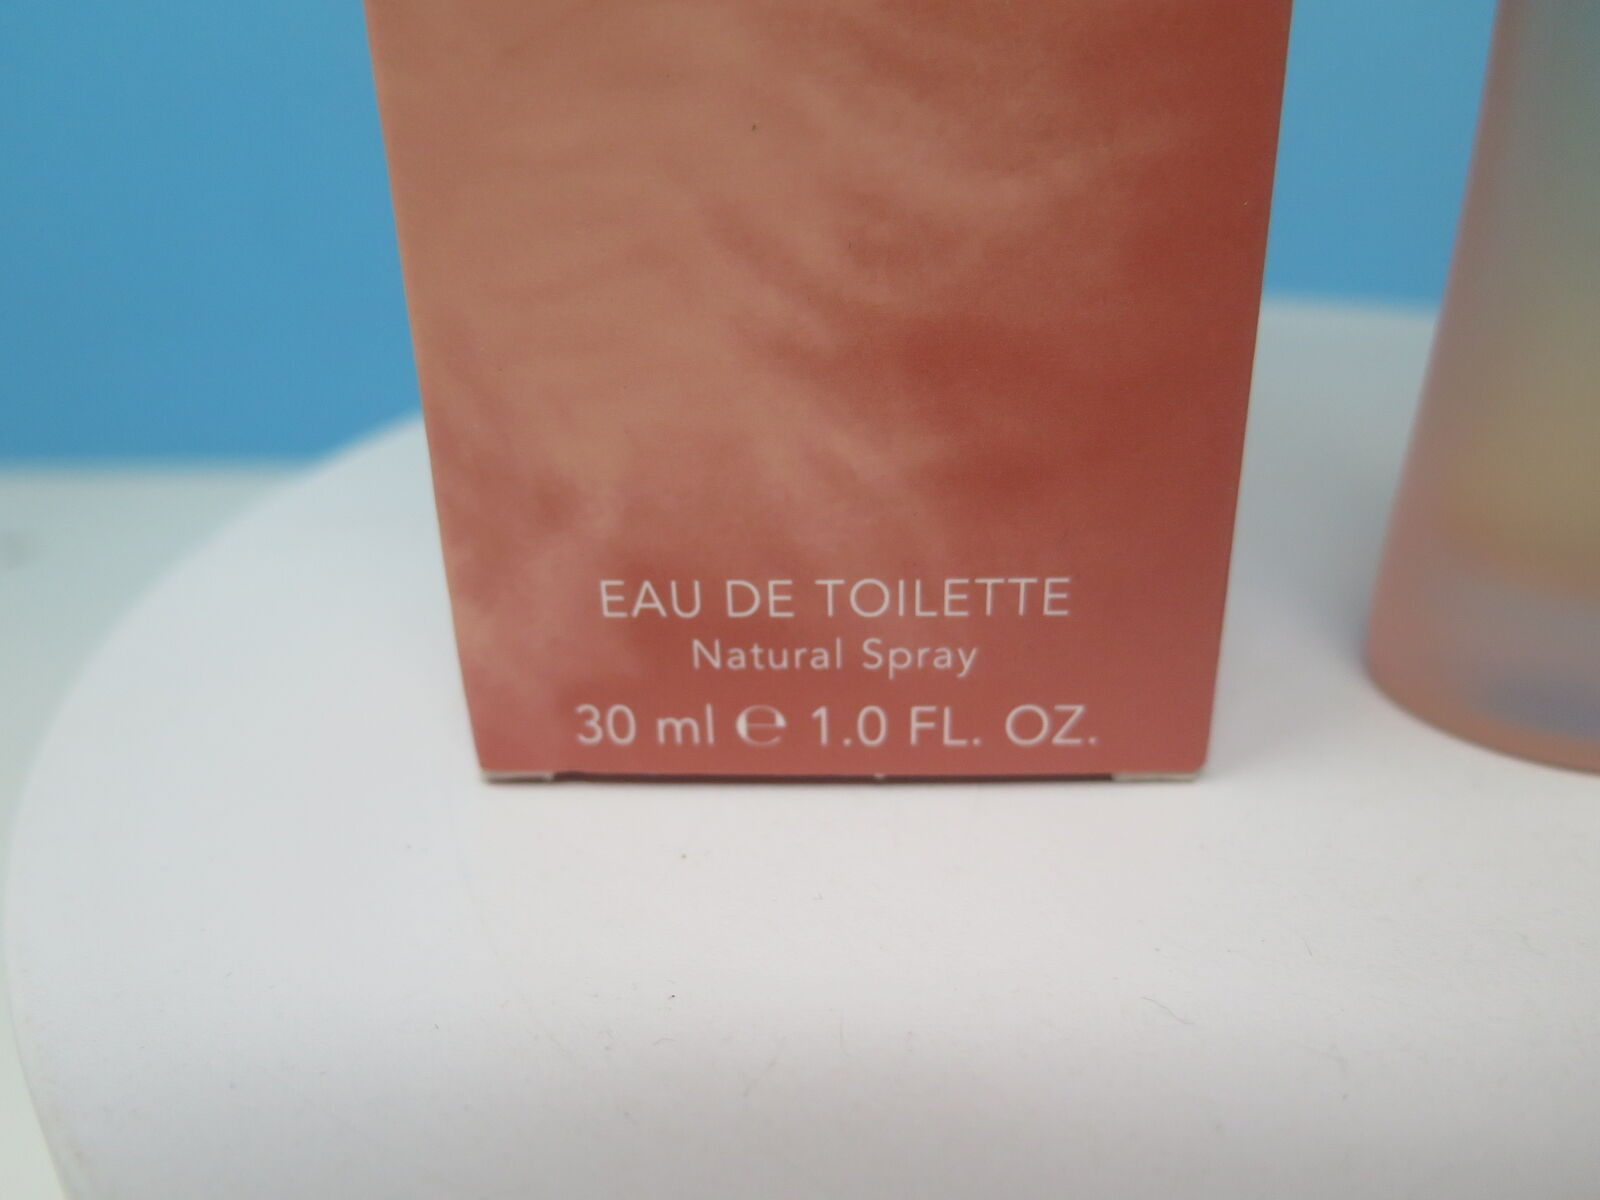 EAU DE TOILETTE
Natural Spray
30 ml ℮ 1.0 FL. OZ.